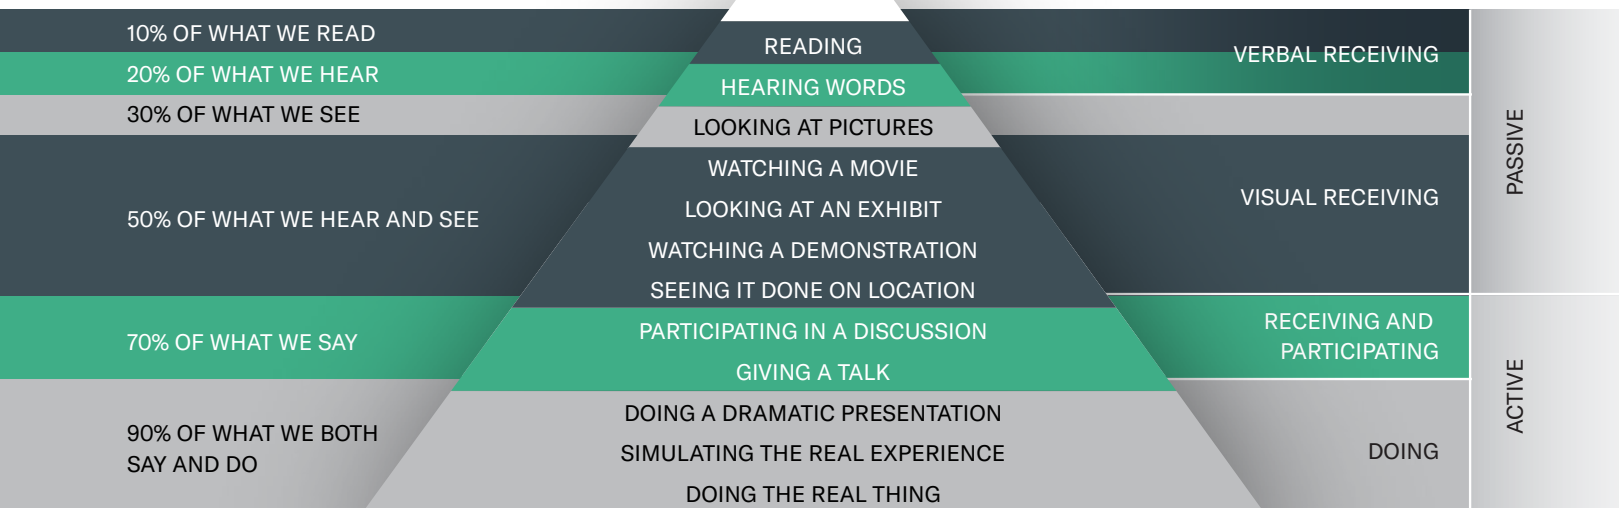 10% OF WHAT WE READ
20% OF WHAT WE HEAR
30% OF WHAT WE SEE
50% OF WHAT WE HEAR AND SEE
70% OF WHAT WE SAY
90% OF WHAT WE BOTH
SAY AND DO
READING
HEARING WORDS
LOOKING AT PICTURES
WATCHING A MOVIE
LOOKING AT AN EXHIBIT
WATCHING A DEMONSTRATION
SEEING IT DONE ON LOCATION
PARTICIPATING IN A DISCUSSION
GIVING A TALK
DOING A DRAMATIC PRESENTATION
SIMULATING THE REAL EXPERIENCE
DOING THE REAL THING
VERBAL RECEIVING
VISUAL RECEIVING
RECEIVING AND
PARTICIPATING
DOING
PASSIVE
ACTIVE